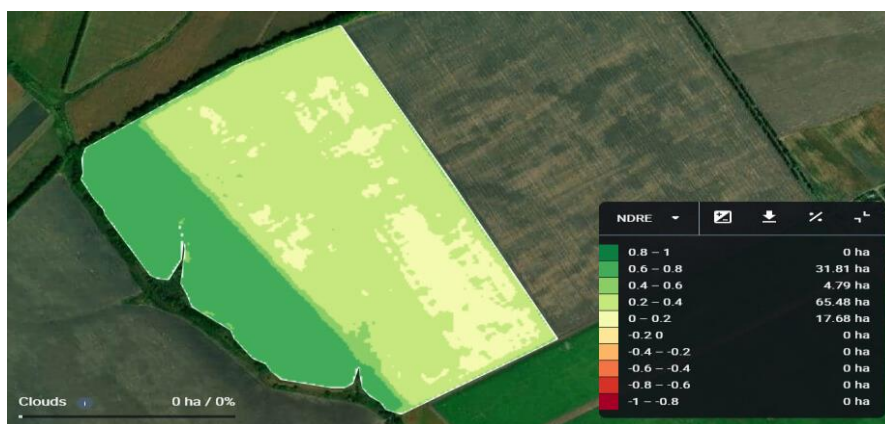 NDRE
0.8 – 1 0 ha
0.6 – 0.8 31.81 ha
0.4 – 0.6 4.79 ha
0.2 – 0.4 65.48 ha
0 – 0.2 17.68 ha
-0.2 0 0 ha
-0.4 – -0.2 0 ha
-0.6 – -0.4 0 ha
-0.8 – -0.6 0 ha
-1 – -0.8 0 ha
Clouds i 0 ha / 0%